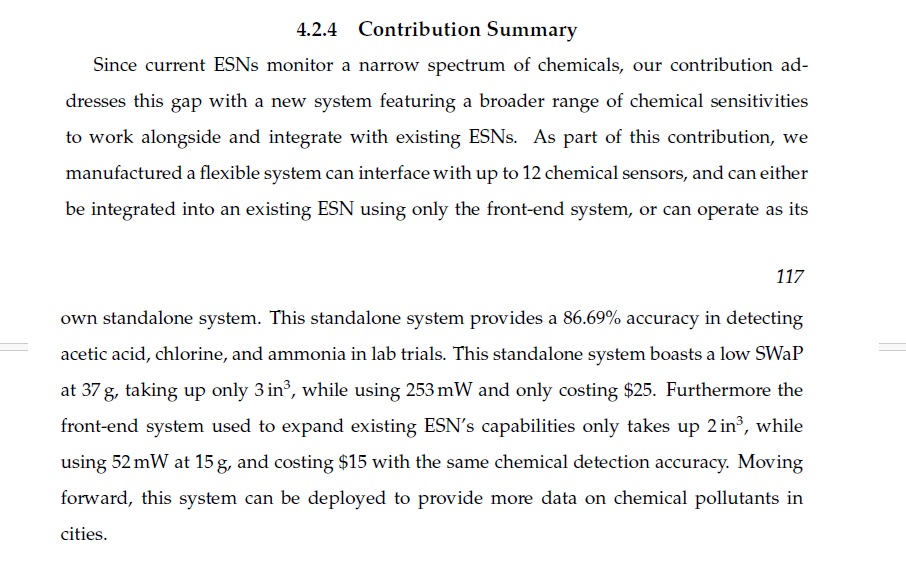 4.2.4 Contribution Summary
Since current ESNs monitor a narrow spectrum of chemicals, our contribution ad-
dresses this gap with a new system featuring a broader range of chemical sensitivities
to work alongside and integrate with existing ESNs. As part of this contribution, we
manufactured a flexible system can interface with up to 12 chemical sensors, and can either
be integrated into an existing ESN using only the front-end system, or can operate as its
117
own standalone system. This standalone system provides a 86.69% accuracy in detecting
acetic acid, chlorine, and ammonia in lab trials. This standalone system boasts a low SWaP
at 37 g, taking up only 3 in³, while using 253 mW and only costing $25. Furthermore the
front-end system used to expand existing ESN's capabilities only takes up 2 in³, while
using 52 mW at 15 g, and costing $15 with the same chemical detection accuracy. Moving
forward, this system can be deployed to provide more data on chemical pollutants in
cities.